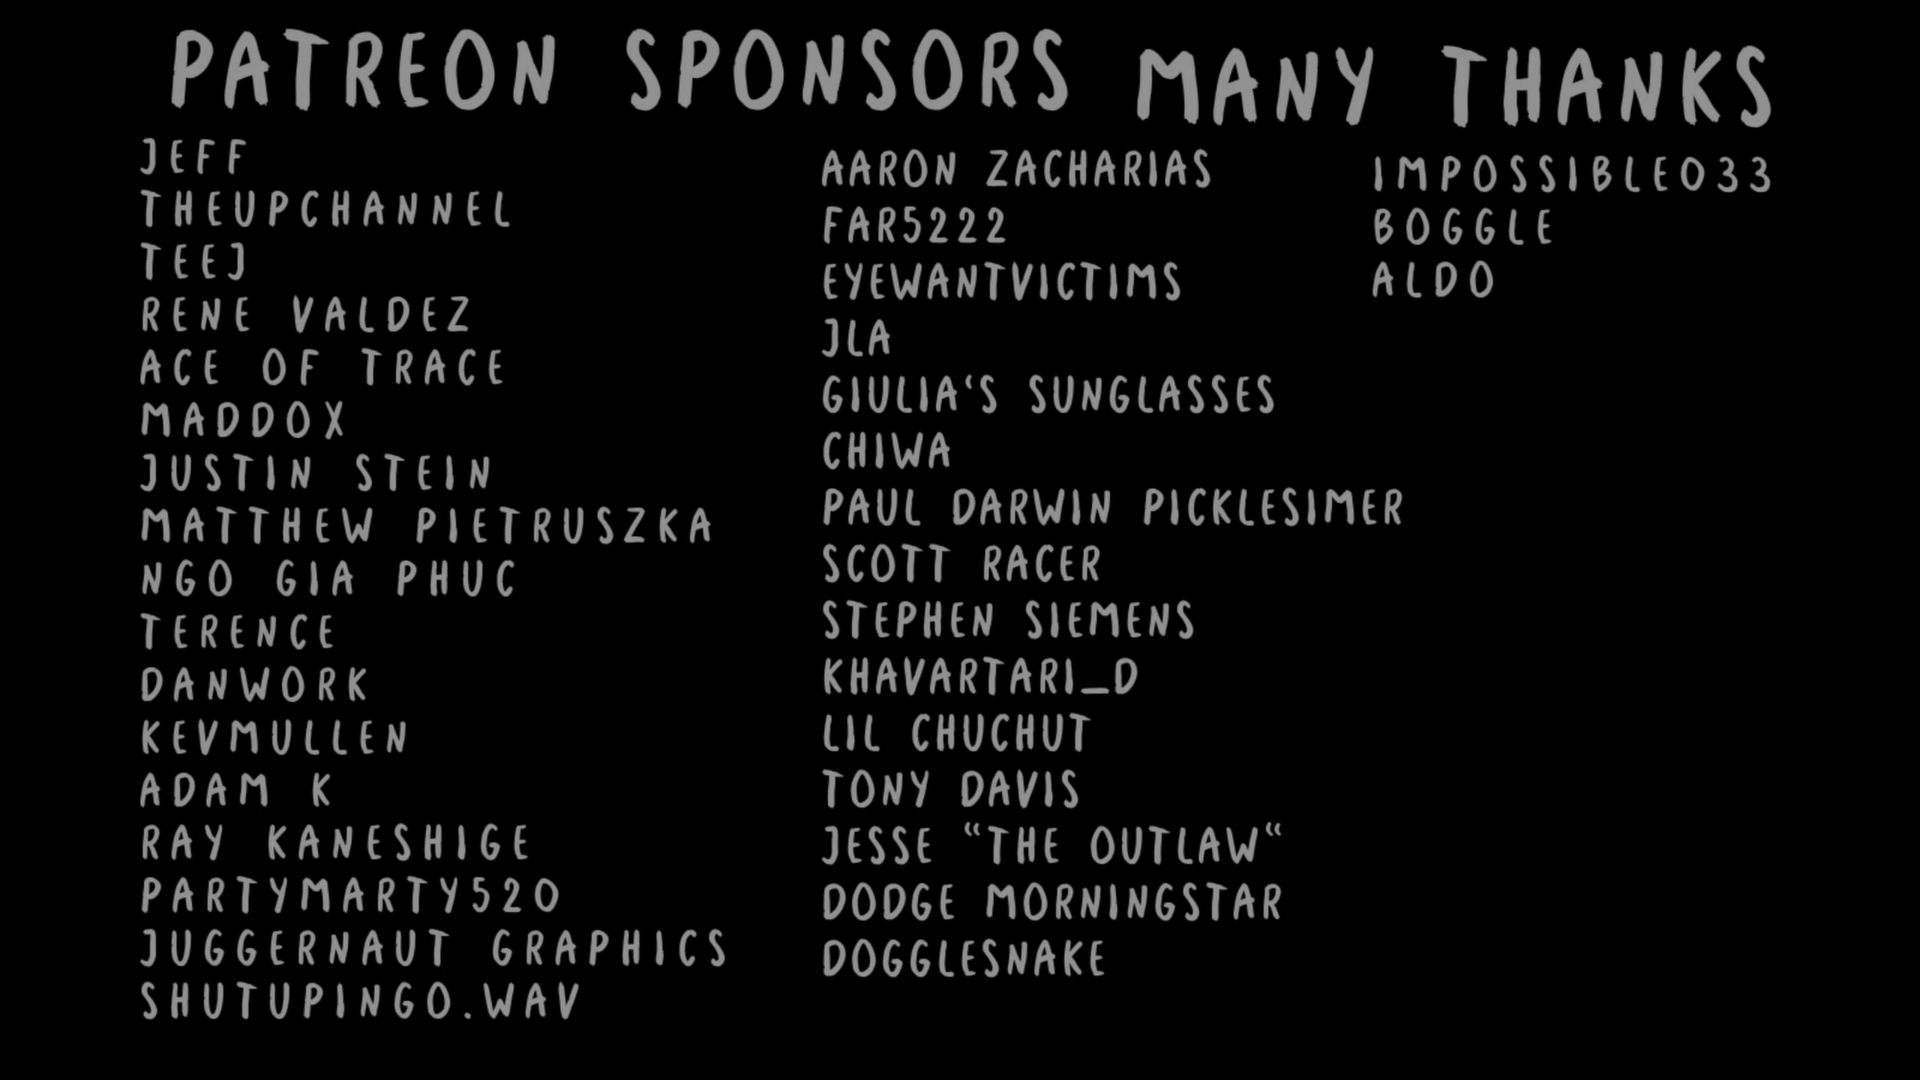 PATREON SPONSORS MANY THANKS
JEFF
THEUPCHANNEL
TEEJ
RENE VALDEZ
ACE OF TRACE
MADDOX
JUSTIN STEIN
MATTHEW PIETRUSZKA
NGO GIA PHUC
TERENCE
DANWORK
KEVMULLEN
ADAM K
RAY KANESHIGE
PARTYMARTY520
JUGGERNAUT GRAPHICS
SHUTUPINGO.WAV
AARON ZACHARIAS
FAR5222
EYEWANTVICTIMS
JLA
GIULIA‘S SUNGLASSES
CHIWA
PAUL DARWIN PICKLESIMER
SCOTT RACER
STEPHEN SIEMENS
KHAVARTARI_D
LIL CHUCHUT
TONY DAVIS
JESSE “THE OUTLAW“
DODGE MORNINGSTAR
DOGGLESNAKE
IMPOSSIBLE033
BOGGLE
ALDO